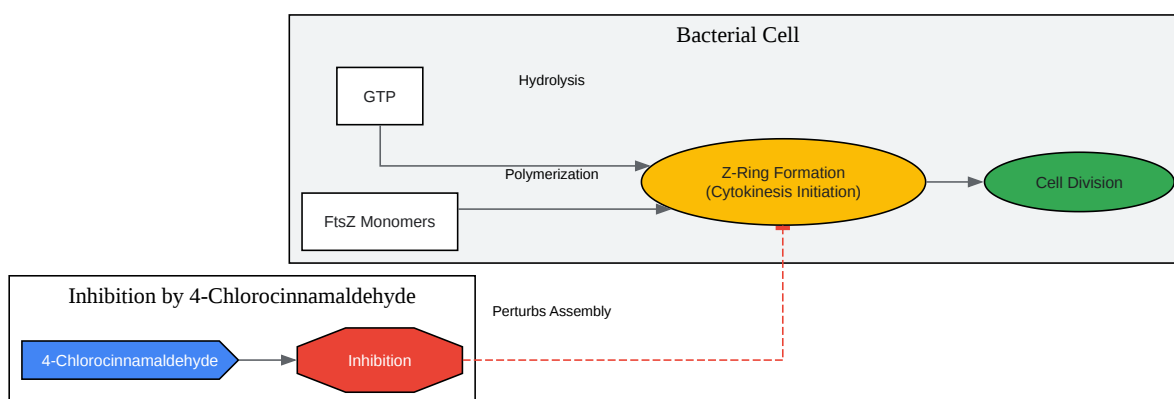 Bacterial Cell
Hydrolysis
GTP
Polymerization
Z-Ring Formation
(Cytokinesis Initiation)
Cell Division
FtsZ Monomers
Inhibition by 4-Chlorocinnamaldehyde
Perturbs Assembly
4-Chlorocinnamaldehyde
Inhibition